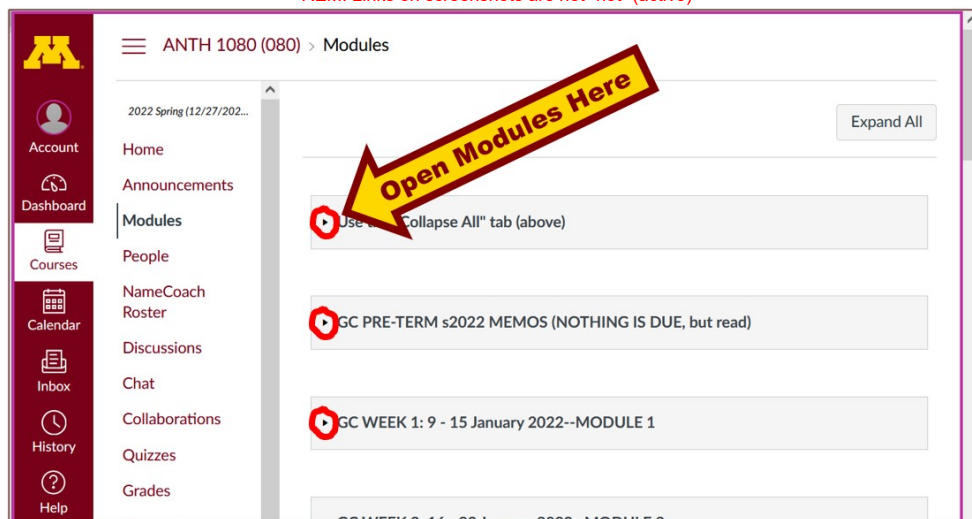 ANTH 1080 (080) > Modules
Open Modules Here
Expand All
Account
Dashboard
Courses
Calendar
Inbox
History
Help
2022 Spring (12/27/202...
Home
Announcements
Modules
People
NameCoach
Roster
Discussions
Chat
Collaborations
Quizzes
Grades
Use Collapse All" tab (above)
GC PRE-TERM s2022 MEMOS (NOTHING IS DUE, but read)
GC WEEK 1: 9 - 15 January 2022--MODULE 1